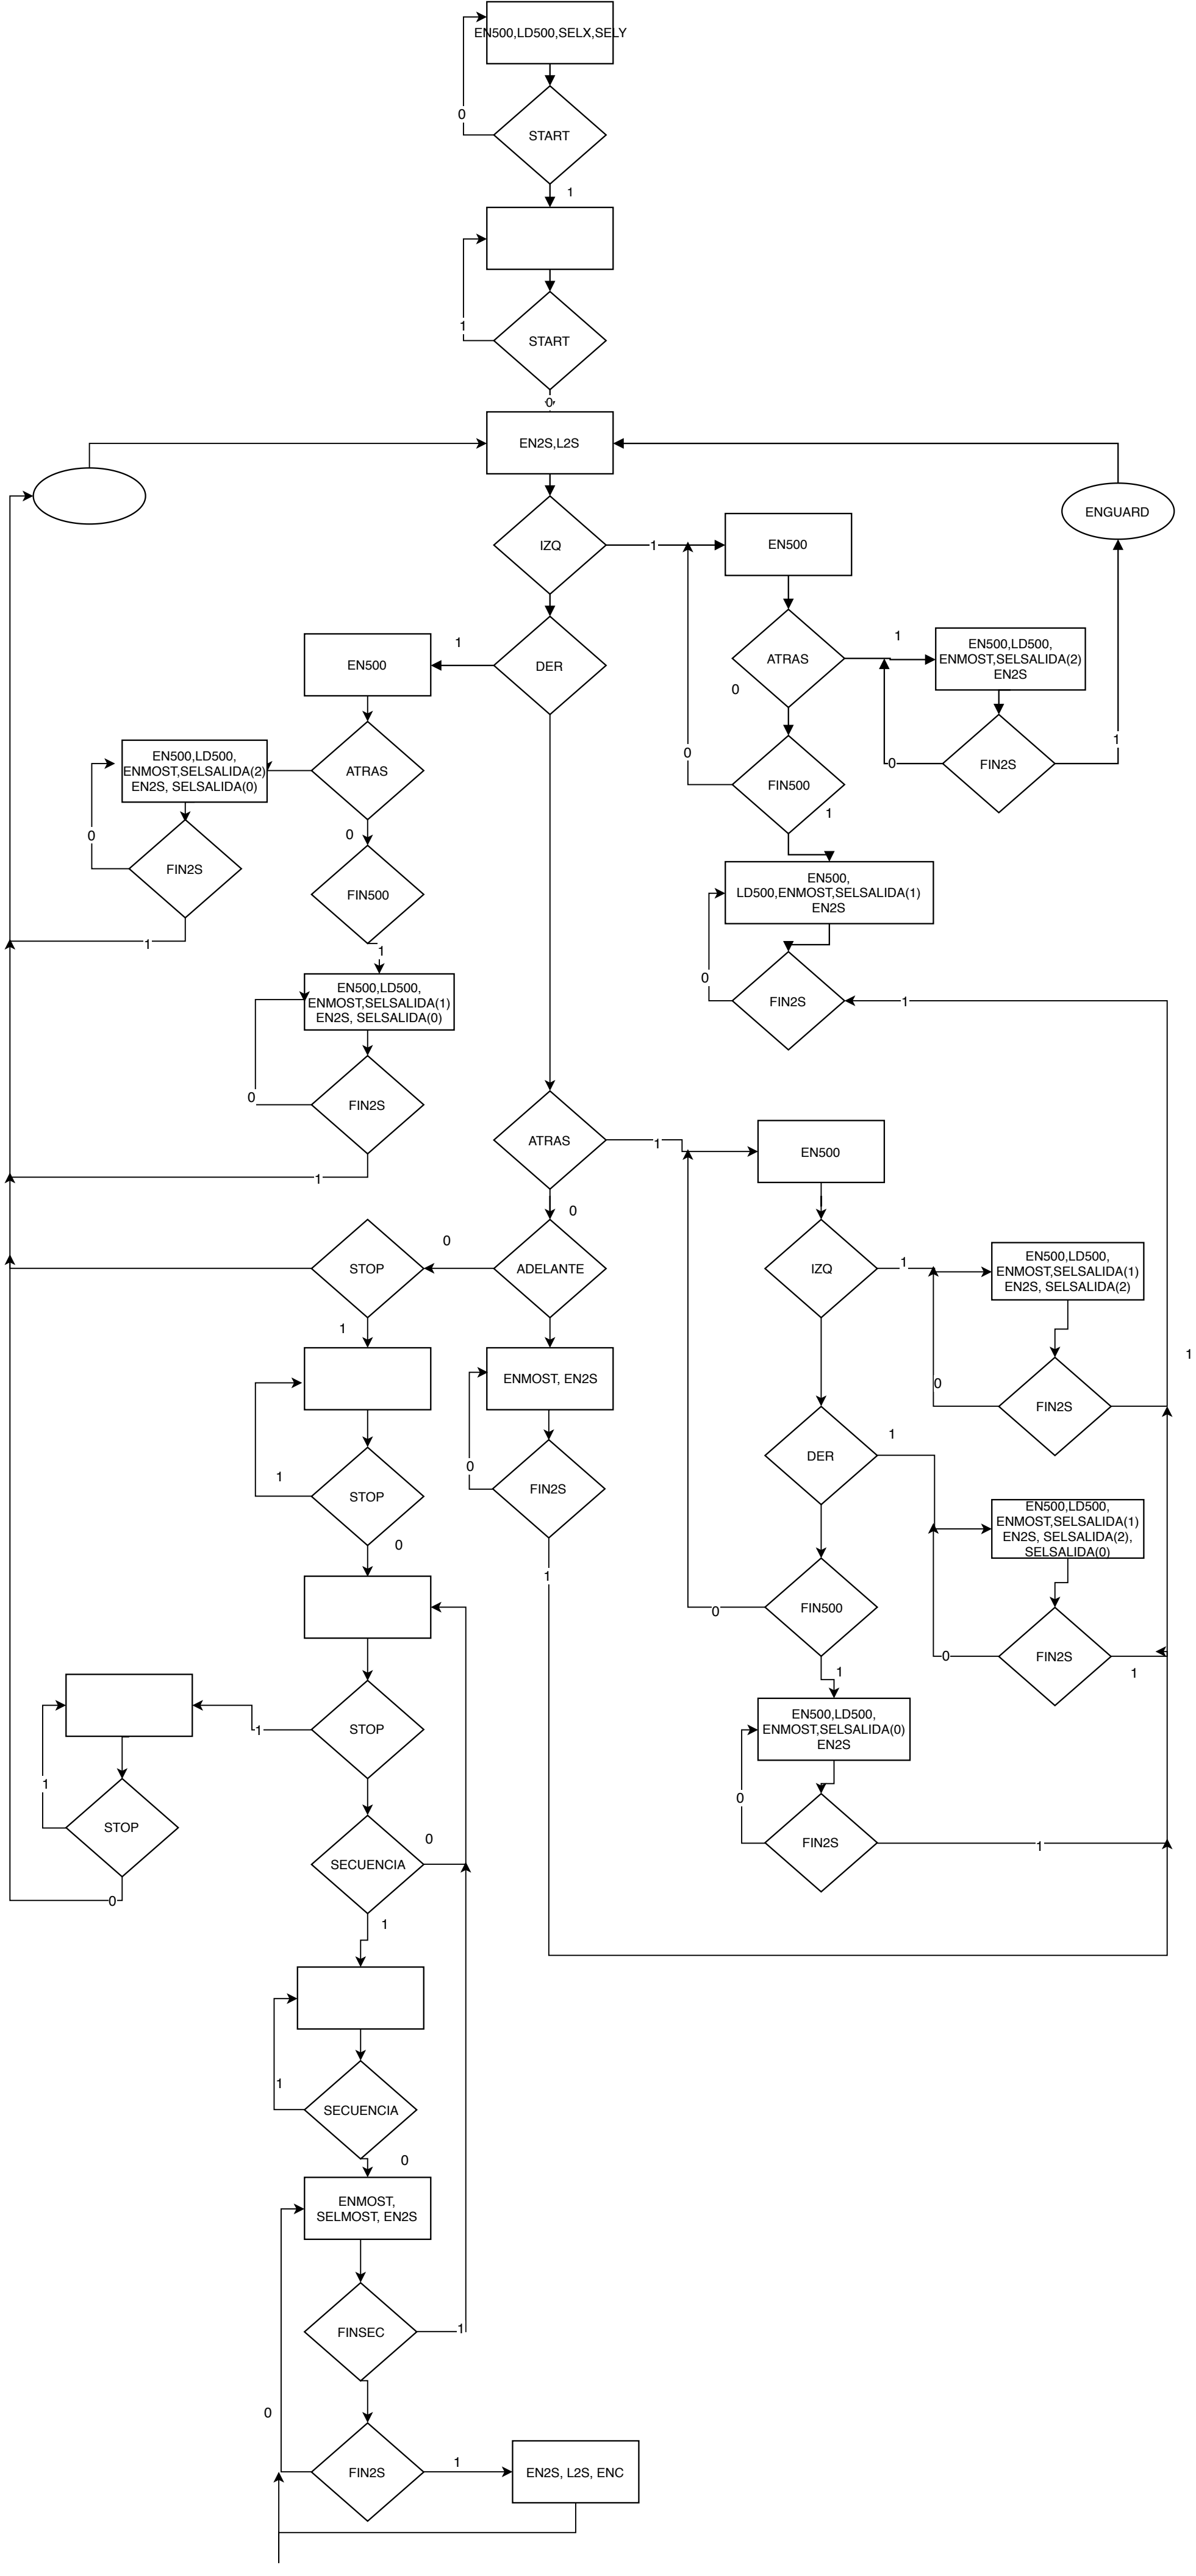 EN500,LD500,SELX,SELY
0
START
1
1
START
0
EN2S,L2S
ENGUARD
IZQ
1
EN500
1
EN500
DER
ATRAS
1
0
EN500,LD500,
ENMOST,SELSALIDA(2)
EN2S
EN500,LD500,
ENMOST,SELSALIDA(2)
EN2S, SELSALIDA(0)
ATRAS
0
FIN500
1
0
FIN2S
1
0
0
FIN2S
FIN500
1
EN500,
LD500,ENMOST,SELSALIDA(1)
EN2S
1
EN500,LD500,
ENMOST,SELSALIDA(1)
EN2S, SELSALIDA(0)
0
FIN2S
1
0
FIN2S
1
ATRAS
1
EN500
0
0
STOP
ADELANTE
IZQ
1
EN500,LD500,
ENMOST,SELSALIDA(1)
EN2S, SELSALIDA(2)
1
1
ENMOST, EN2S
0
FIN2S
1
STOP
0
0
FIN2S
DER
1
EN500,LD500,
ENMOST,SELSALIDA(1)
EN2S, SELSALIDA(2),
SELSALIDA(0)
1
FIN500
0
0
FIN2S
1
1
STOP
1
EN500,LD500,
ENMOST,SELSALIDA(0)
EN2S
1
STOP
0
0
FIN2S
1
SECUENCIA
0
1
1
SECUENCIA
0
ENMOST,
SELMOST, EN2S
FINSEC
1
0
FIN2S
1
EN2S, L2S, ENC